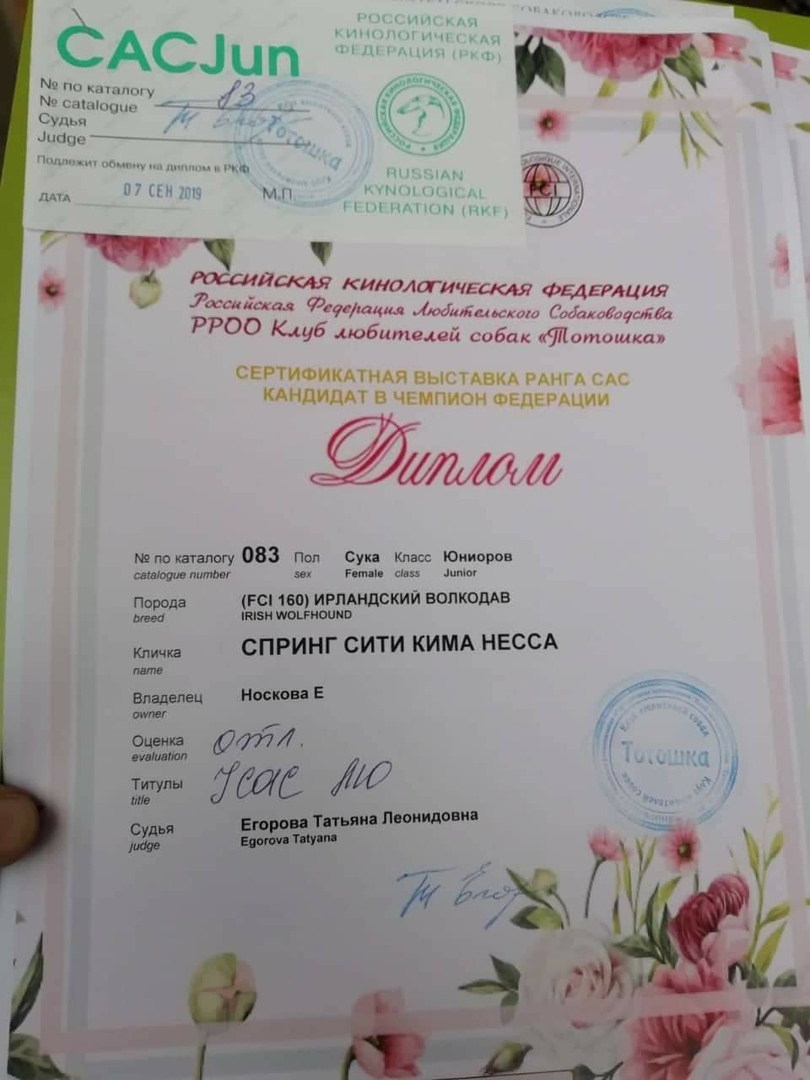 CACJun
РОССИЙСКАЯ
КИНОЛОГИЧЕСКАЯ
ФЕДЕРАЦИЯ (РКФ)
№ по каталогу
№ catalogue 83
Судья
Judge
Подлежит обмену на диплом в РКФ
ДАТА 07 СЕН 2019 М.П.
Тотошка
RUSSIAN
KYNOLOGICAL
FEDERATION (RKF)
FCI
РОССИЙСКАЯ КИНОЛОГИЧЕСКАЯ ФЕДЕРАЦИЯ
Российская Федерация Любительского Собаководства
РРОО Клуб любителей собак «Тотошка»
СЕРТИФИКАТНАЯ ВЫСТАВКА РАНГА САС
КАНДИДАТ В ЧЕМПИОН ФЕДЕРАЦИИ
Диплом
№ по каталогу 083 Пол Сука Класс Юниоров
catalogue number sex Female class Junior
Порода (FCI 160) ИРЛАНДСКИЙ ВОЛКОДАВ
breed IRISH WOLFHOUND
Кличка СПРИНГ СИТИ КИМА НЕССА
name
Владелец Носкова Е
owner
Оценка отл.
evaluation
Титулы
title
Судья Егорова Татьяна Леонидовна
judge Egorova Tatyana
Клуб любителей собак
Тотошка